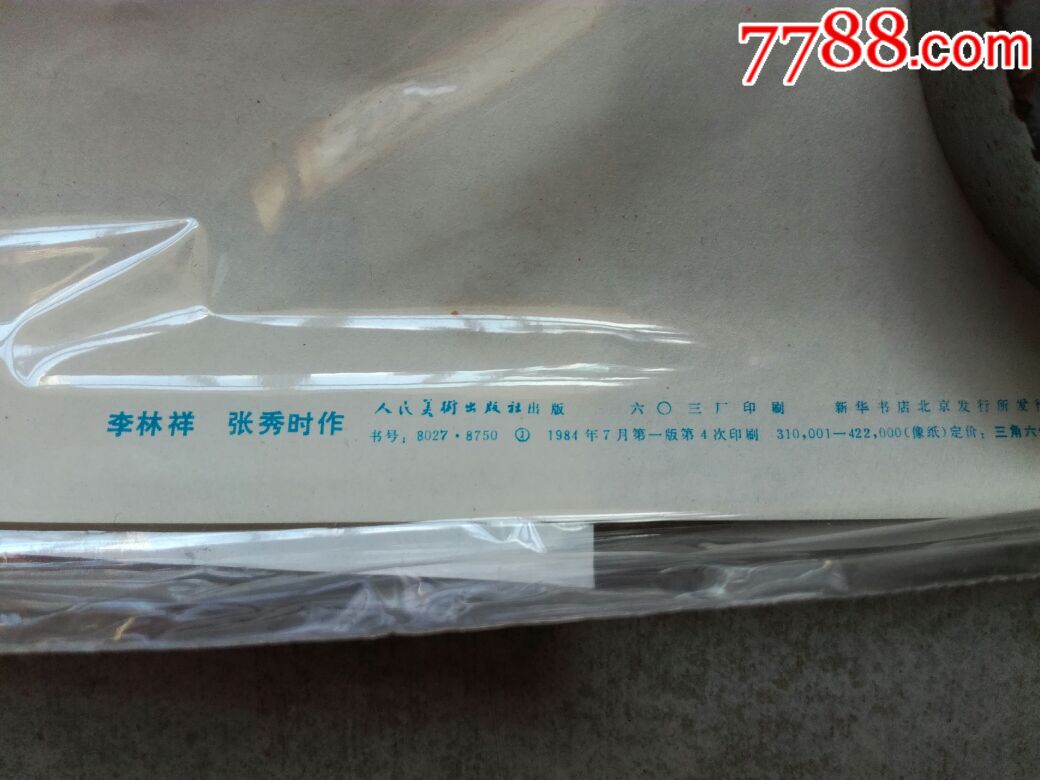 7788.com
李林祥 张秀时作
人民美術出版社出版 六〇三厂印刷 新华书店北京发行所发
书号：8027·8750 ① 1984年7月第一版第4次印刷 310,001—422,000(像纸)定价：三角六